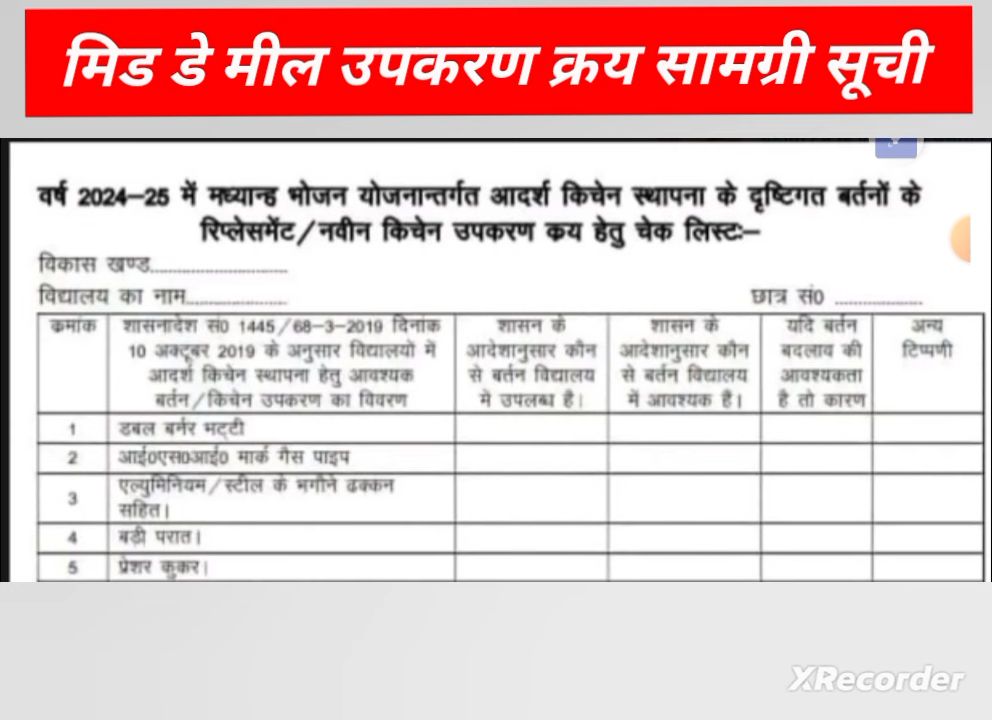 मिड डे मील उपकरण क्रय सामग्री सूची
वर्ष 2024–25 में मध्यान्ह भोजन योजनान्तर्गत आदर्श किचेन स्थापना के दृष्टिगत बर्तनों के
रिप्लेसमेंट/नवीन किचेन उपकरण क्रय हेतु चेक लिस्टः–
विकास खण्ड..............................
विद्यालय का नाम......................
छात्र सं0 ...................
क्रमांक
शासनादेश सं0 1445/68–3–2019 दिनांक
10 अक्टूबर 2019 के अनुसार विद्यालयों में
आदर्श किचेन स्थापना हेतु आवश्यक
बर्तन/किचेन उपकरण का विवरण
शासन के
आदेशानुसार कौन
से बर्तन विद्यालय
मे उपलब्ध है।
शासन के
आदेशानुसार कौन
से बर्तन विद्यालय
में आवश्यक है।
यदि बर्तन
बदलाव की
आवश्यकता
है तो कारण
अन्य
टिप्पणी
1 डबल बर्नर भट्टी
2 आई0एस0आई0 मार्क गैस पाइप
3 एल्युमिनियम/स्टील के भगौने ढक्कन
सहित।
4 बड़ी परात।
5 प्रेशर कुकर।
XRecorder